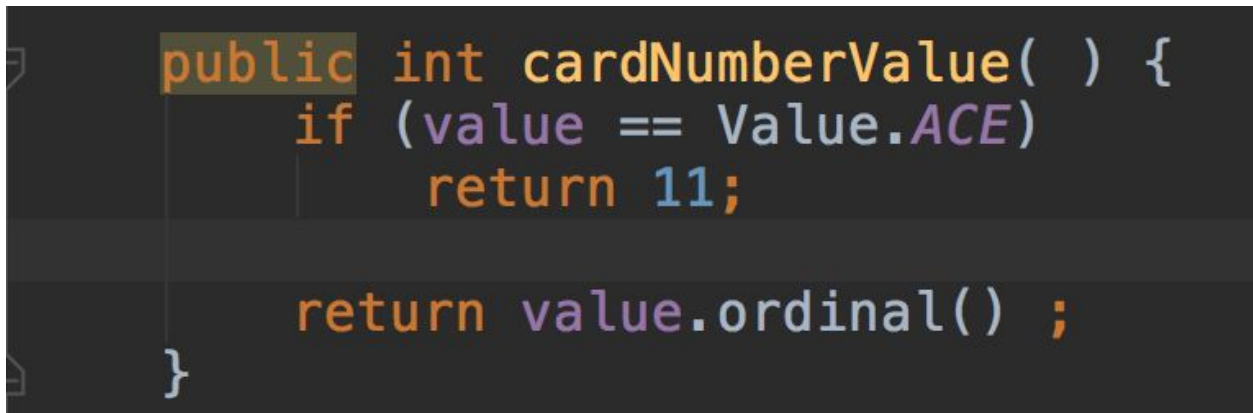 public int cardNumberValue( ) {
if (value == Value.ACE)
return 11;
return value.ordinal() ;
}